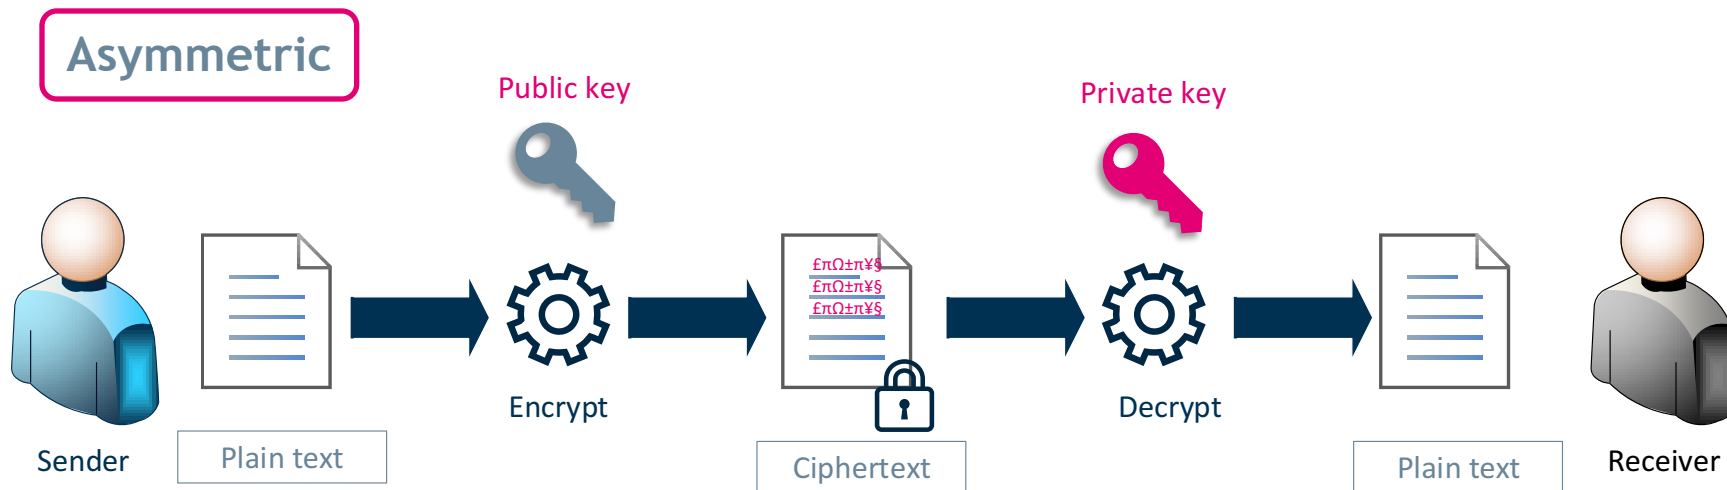 Asymmetric
Public key
Private key
£πΩ±π¥§
£πΩ±π¥§
£πΩ±π¥§
Encrypt
Decrypt
Sender
Plain text
Ciphertext
Plain text
Receiver